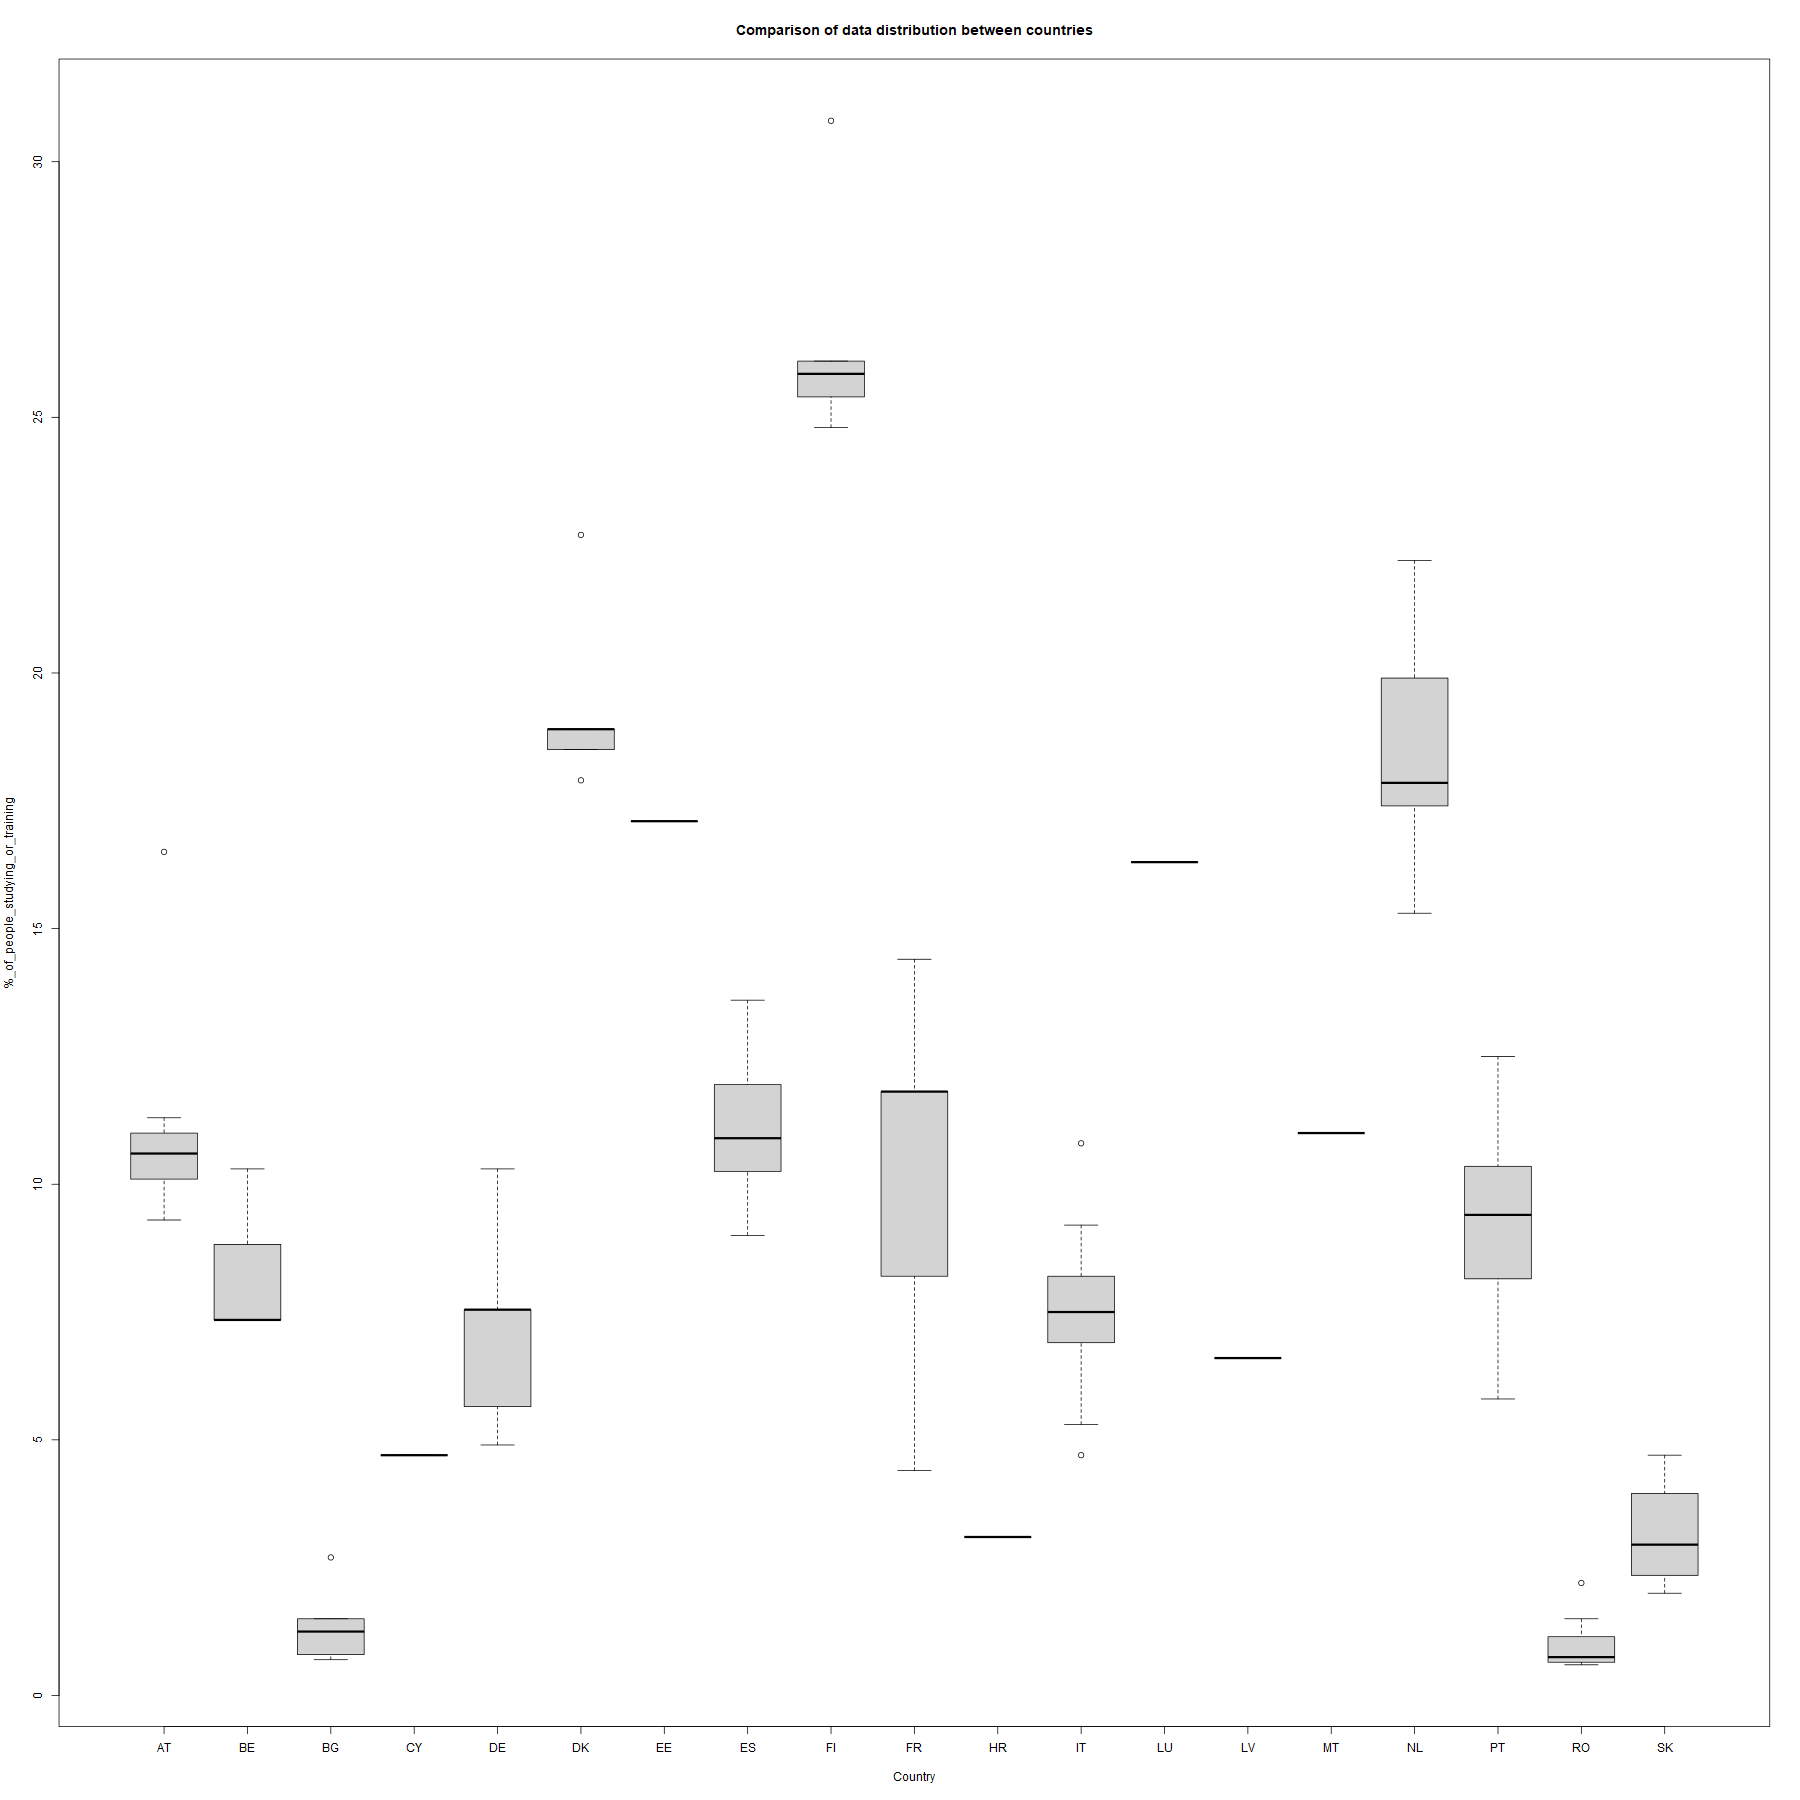 Comparison of data distribution between countries
%_of_people_studying_or_training
30
25
20
15
10
5
0
AT BE BG CY DE DK EE ES FI FR HR IT LU LV MT NL PT RO SK
Country